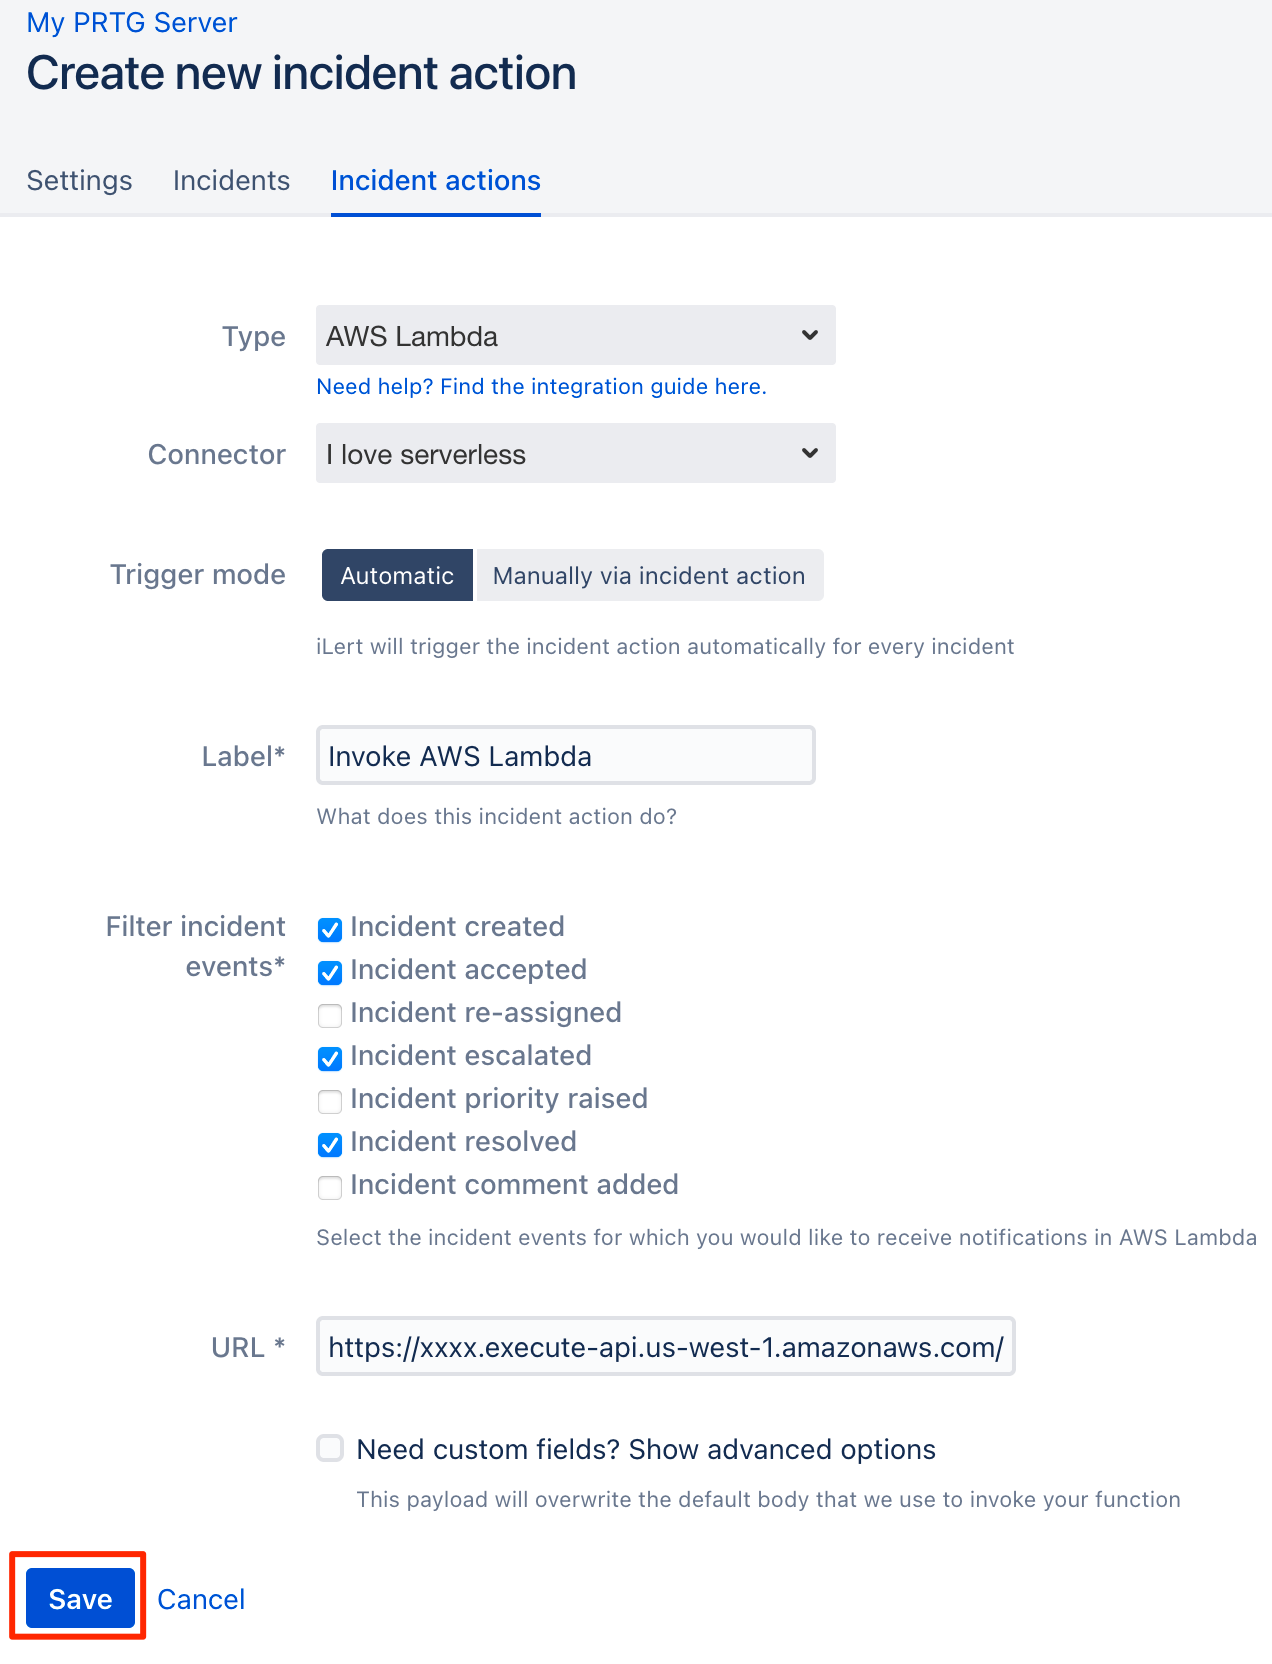 My PRTG Server
Create new incident action
Settings Incidents Incident actions
Type AWS Lambda
Need help? Find the integration guide here.
Connector I love serverless
Trigger mode Automatic Manually via incident action
iLert will trigger the incident action automatically for every incident
Label* Invoke AWS Lambda
What does this incident action do?
Filter incident events*
Incident created
Incident accepted
Incident re-assigned
Incident escalated
Incident priority raised
Incident resolved
Incident comment added
Select the incident events for which you would like to receive notifications in AWS Lambda
URL * https://xxxx.execute-api.us-west-1.amazonaws.com/
Need custom fields? Show advanced options
This payload will overwrite the default body that we use to invoke your function
Save Cancel